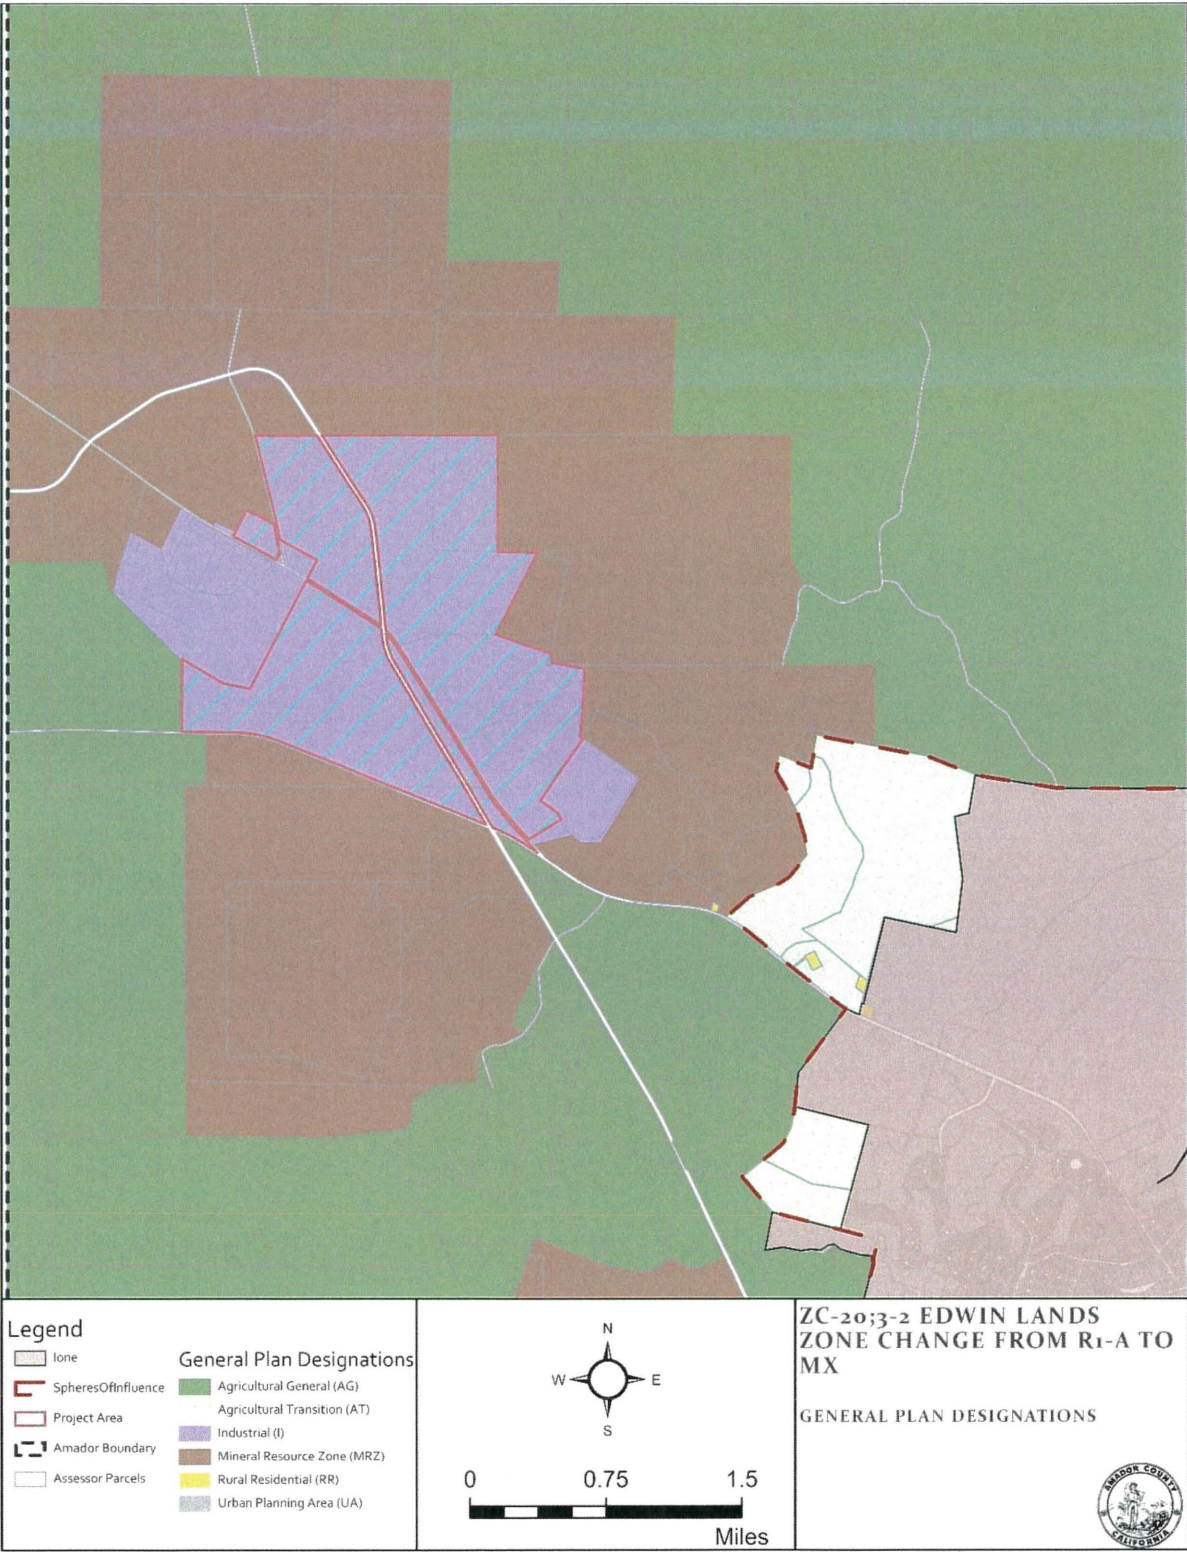 Legend
Ione
SpheresOfInfluence
Project Area
Amador Boundary
Assessor Parcels
General Plan Designations
Agricultural General (AG)
Agricultural Transition (AT)
Industrial (I)
Mineral Resource Zone (MRZ)
Rural Residential (RR)
Urban Planning Area (UA)
N
W
E
S
0 0.75 1.5
Miles
ZC-20;3-2 EDWIN LANDS
ZONE CHANGE FROM R1-A TO
MX
GENERAL PLAN DESIGNATIONS
AMADOR COUNTY
CALIFORNIA